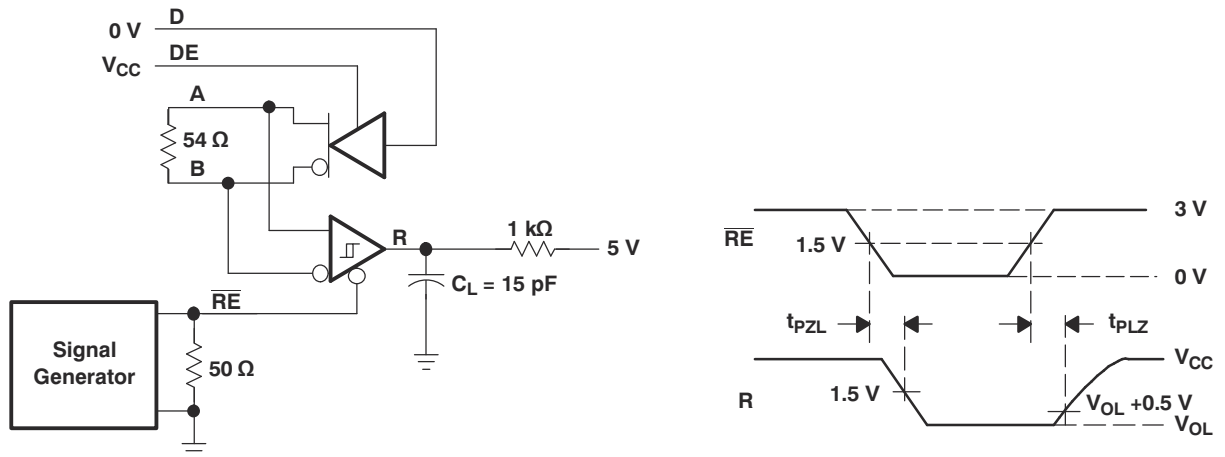 D
0 V
DE
VCC
A
54 Ω
B
R
1 kΩ
5 V
CL = 15 pF
RE
Signal
Generator
50 Ω
3 V
RE
1.5 V
0 V
tPZL
tPLZ
VCC
1.5 V
R
VOL +0.5 V
VOL